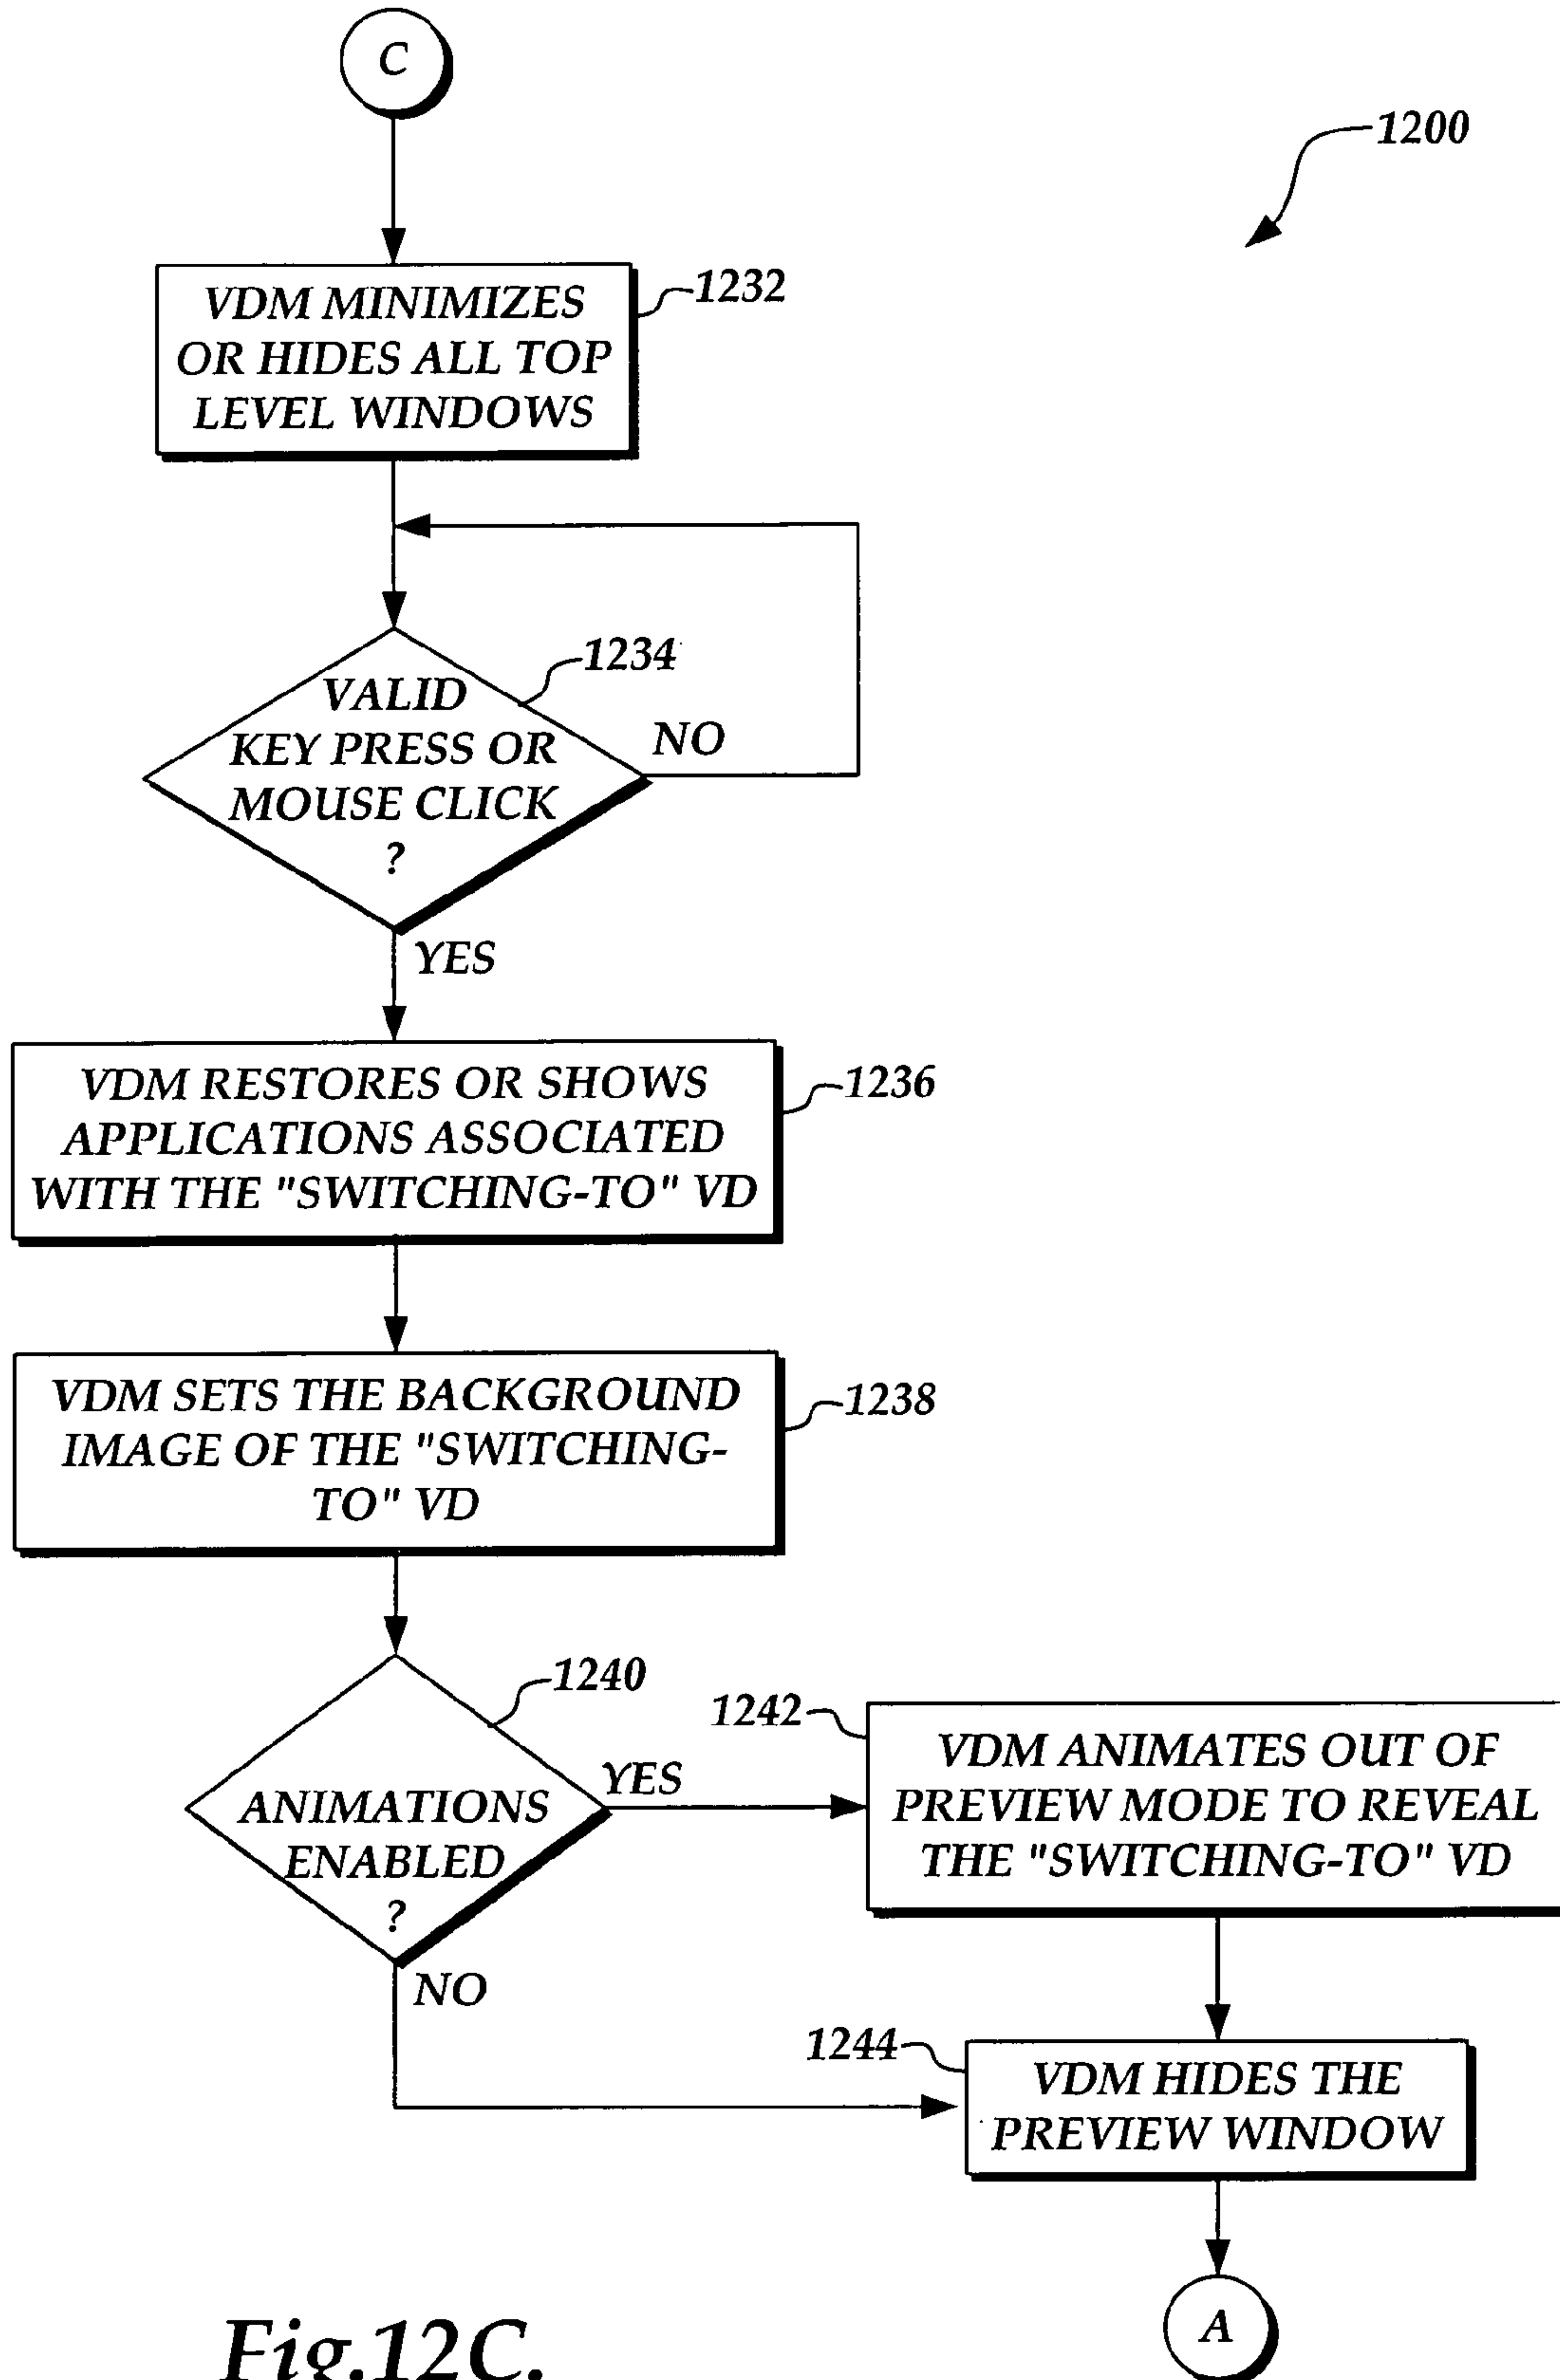 C
1200
VDM MINIMIZES
OR HIDES ALL TOP
LEVEL WINDOWS
1232
1234
VALID
KEY PRESS OR
MOUSE CLICK
?
NO
YES
VDM RESTORES OR SHOWS
APPLICATIONS ASSOCIATED
WITH THE "SWITCHING-TO" VD
1236
VDM SETS THE BACKGROUND
IMAGE OF THE "SWITCHING-
TO" VD
1238
1240
ANIMATIONS
ENABLED
?
YES
NO
1242
VDM ANIMATES OUT OF
PREVIEW MODE TO REVEAL
THE "SWITCHING-TO" VD
1244
VDM HIDES THE
PREVIEW WINDOW
A
Fig.12C.